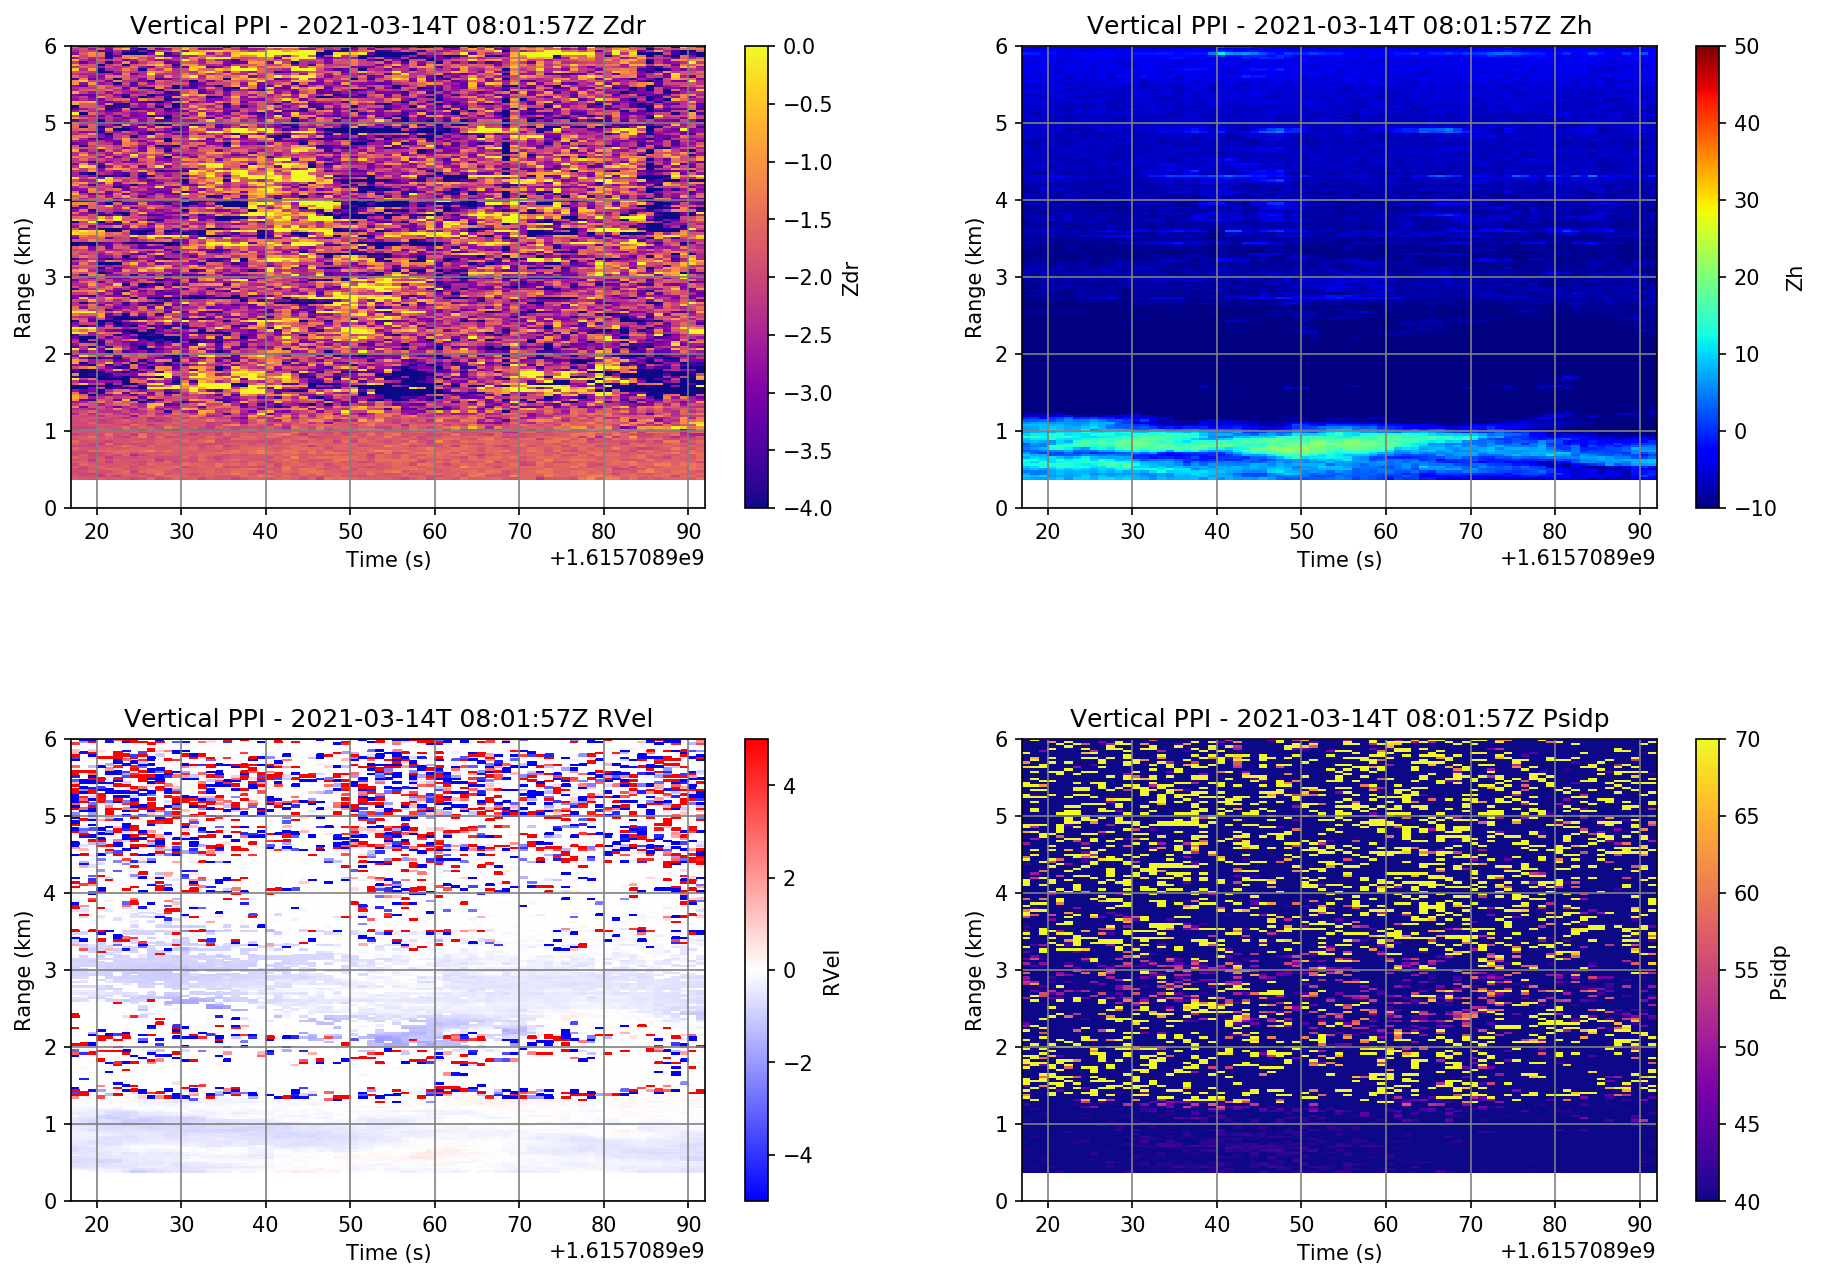 Vertical PPI - 2021-03-14T 08:01:57Z Zdr
6
5
4
3
2
1
0
Range (km)
20 30 40 50 60 70 80 90
Time (s)
+1.6157089e9
0.0
−0.5
−1.0
−1.5
−2.0
−2.5
−3.0
−3.5
−4.0
Zdr
Vertical PPI - 2021-03-14T 08:01:57Z Zh
6
5
4
3
2
1
0
Range (km)
20 30 40 50 60 70 80 90
Time (s)
+1.6157089e9
50
40
30
20
10
0
−10
Zh
Vertical PPI - 2021-03-14T 08:01:57Z RVel
6
5
4
3
2
1
0
Range (km)
20 30 40 50 60 70 80 90
Time (s)
+1.6157089e9
4
2
0
−2
−4
RVel
Vertical PPI - 2021-03-14T 08:01:57Z Psidp
6
5
4
3
2
1
0
Range (km)
20 30 40 50 60 70 80 90
Time (s)
+1.6157089e9
70
65
60
55
50
45
40
Psidp